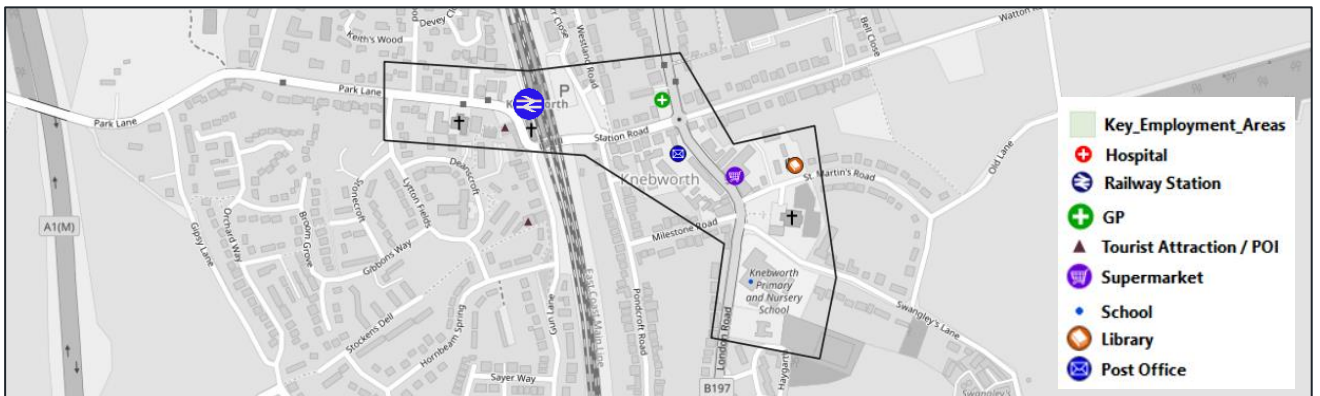 Devey Cl
Keith's Wood
Westland Road
Bell Close
Watton R
Park Lane
Park Lane
P
Station Road
Old Lane
Knebworth
Deanscroft
St. Martin's Road
Stonecroft
Lytton Fields
A1(M)
Gipsy Lane
Orchard Way
Broom Grove
Gibbons Way
Milestone Road
Knebworth
Primary
and Nursery
School
East Coast Main Line
Pondcroft Road
Gun Lane
Stockens Dell
Hornbeam Spring
London Road
Swangley's Lane
Sayer Way
B197
Haygarth
Swangley's
Key_Employment_Areas
Hospital
Railway Station
GP
Tourist Attraction / POI
Supermarket
School
Library
Post Office